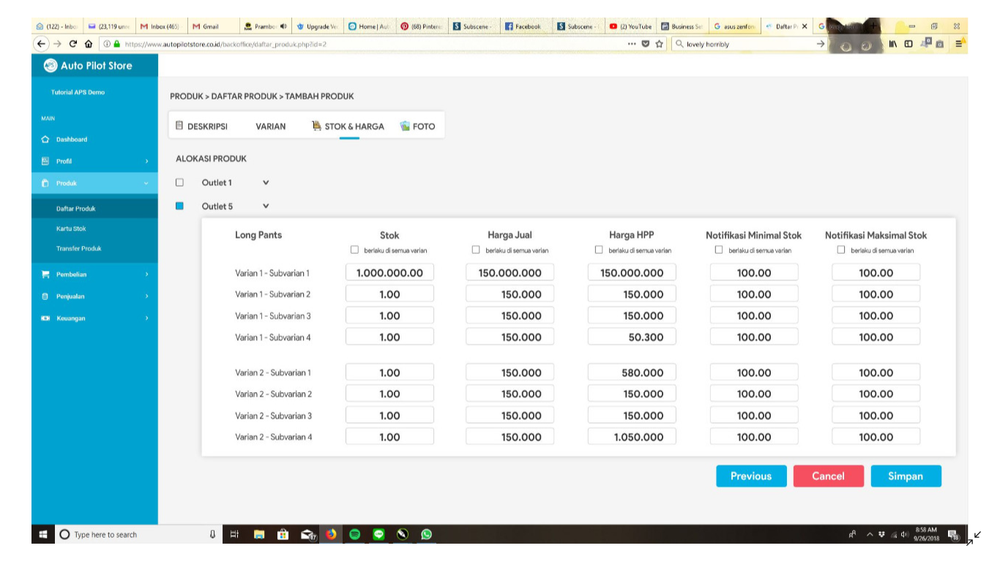 (122) - Inbo
(23,119 unre
Inbox (465)
Gmail
Prambo
Upgrade Ve
Home | Aut
(68) Pintere
Subscene -
Facebook
Subscene -
(2) YouTube
Business Se
asus zenfon
Daftar P
https://www.autopilotstore.co.id/backoffice/daftar_produk.php?id=2
lovely horribly
APS Auto Pilot Store
Tutorial APS Demo
MAIN
Dashboard
Profil
Produk
Daftar Produk
Kartu Stok
Transfer Produk
Pembelian
Penjualan
Keuangan
PRODUK > DAFTAR PRODUK > TAMBAH PRODUK
DESKRIPSI VARIAN STOK & HARGA FOTO
ALOKASI PRODUK
Outlet 1
Outlet 5
Long Pants Stok Harga Jual Harga HPP Notifikasi Minimal Stok Notifikasi Maksimal Stok
berlaku di semua varian berlaku di semua varian berlaku di semua varian berlaku di semua varian berlaku di semua varian
Varian 1 - Subvarian 1 1.000.000.00 150.000.000 150.000.000 100.00 100.00
Varian 1 - Subvarian 2 1.00 150.000 150.000 100.00 100.00
Varian 1 - Subvarian 3 1.00 150.000 150.000 100.00 100.00
Varian 1 - Subvarian 4 1.00 150.000 50.300 100.00 100.00
Varian 2 - Subvarian 1 1.00 150.000 580.000 100.00 100.00
Varian 2 - Subvarian 2 1.00 150.000 150.000 100.00 100.00
Varian 2 - Subvarian 3 1.00 150.000 150.000 100.00 100.00
Varian 2 - Subvarian 4 1.00 150.000 1.050.000 100.00 100.00
Previous Cancel Simpan
Type here to search
8:58 AM
9/26/2018